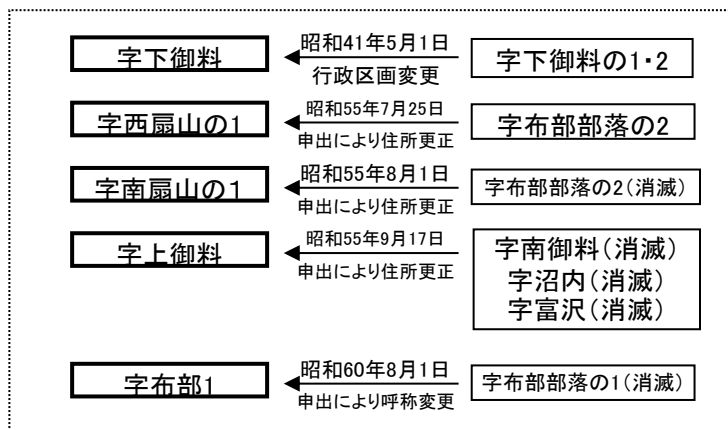 字下御料
昭和41年5月1日
行政区画変更
字下御料の1・2
字西扇山の1
昭和55年7月25日
申出により住所更正
字布部部落の2
字南扇山の1
昭和55年8月1日
申出により住所更正
字布部部落の2(消滅)
字上御料
昭和55年9月17日
申出により住所更正
字南御料(消滅)
字沼内(消滅)
字富沢(消滅)
字布部1
昭和60年8月1日
申出により呼称変更
字布部部落の1(消滅)